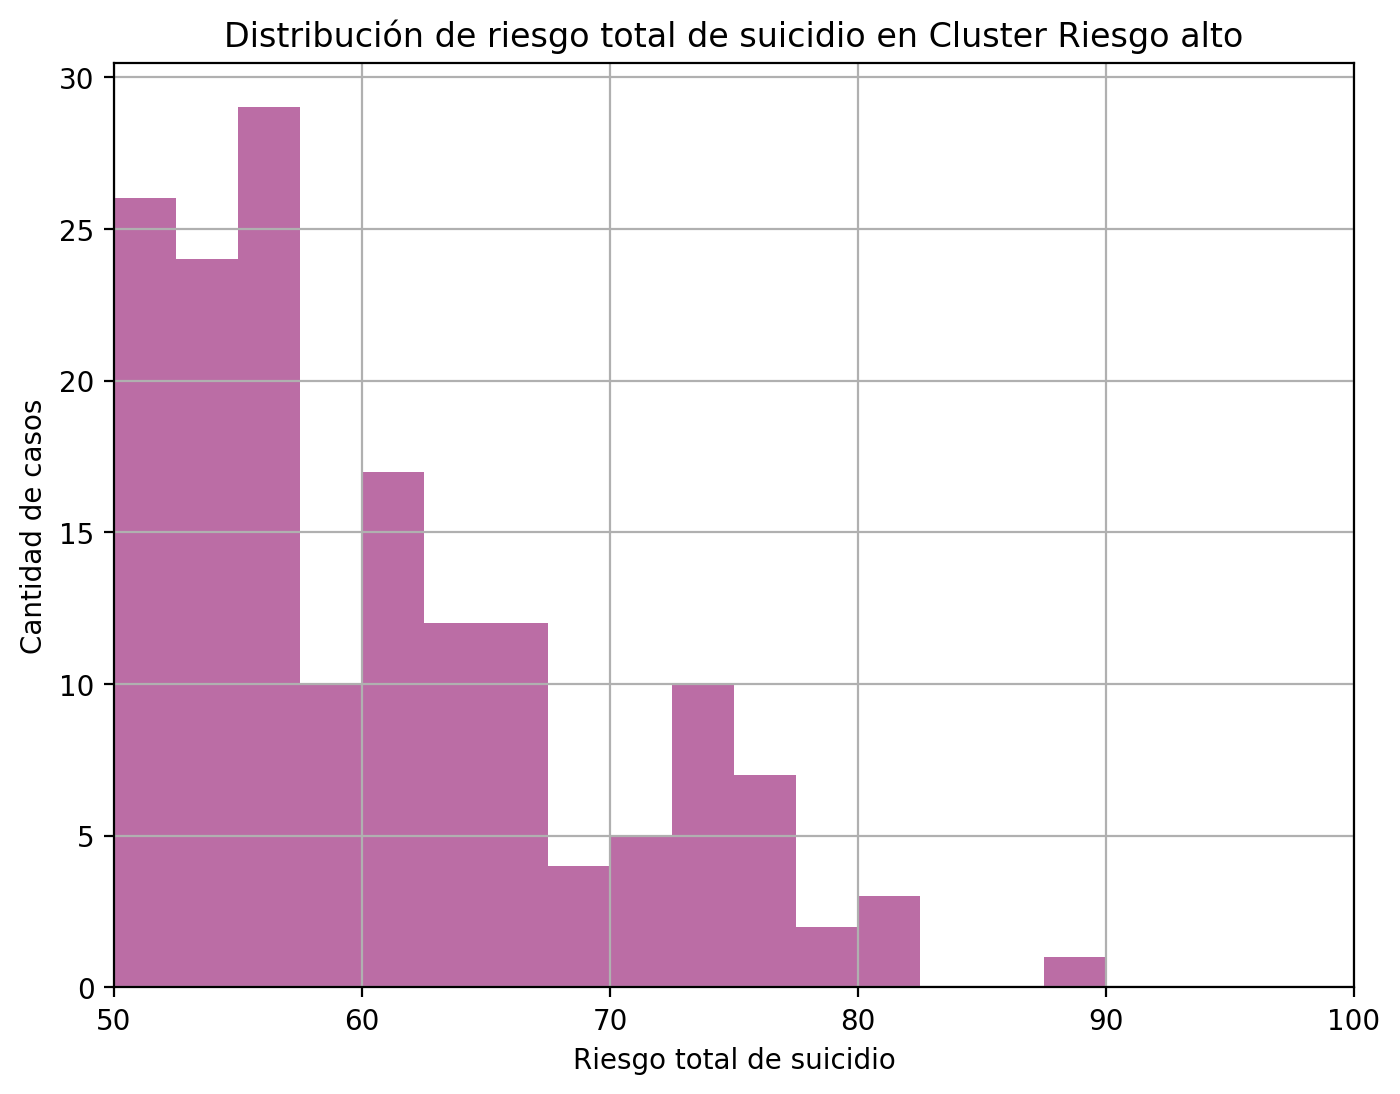 Distribución de riesgo total de suicidio en Cluster Riesgo alto
30
25
20
15
10
5
0
Cantidad de casos
50 60 70 80 90 100
Riesgo total de suicidio